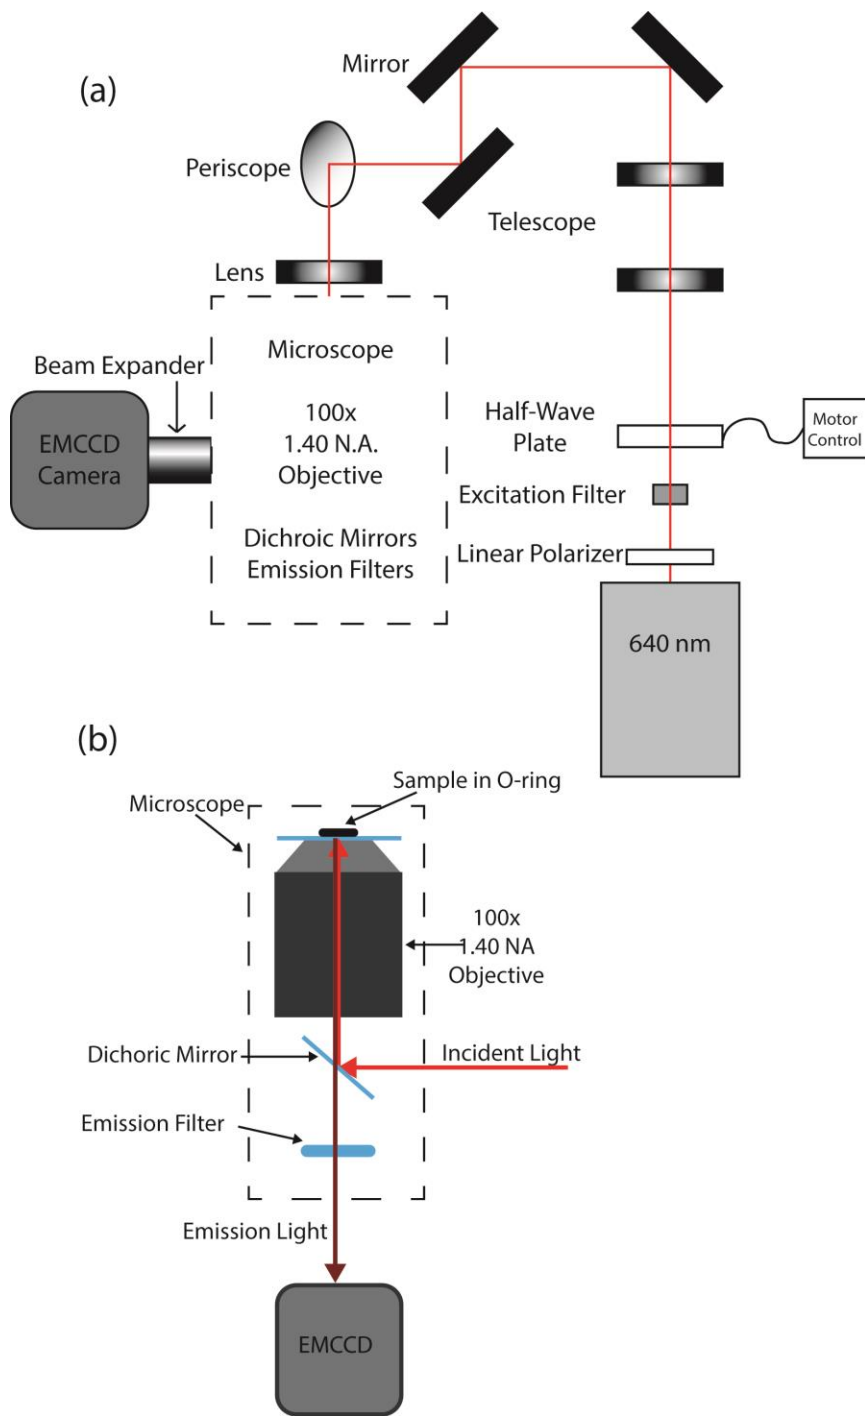 (a)
Mirror
Periscope
Telescope
Lens
Microscope
Beam Expander
100x
1.40 N.A.
Objective
EMCCD
Camera
Half-Wave
Plate
Motor
Control
Excitation Filter
Dichroic Mirrors
Emission Filters
Linear Polarizer
640 nm
(b)
Sample in O-ring
Microscope
100x
1.40 NA
Objective
Dichoric Mirror
Incident Light
Emission Filter
Emission Light
EMCCD